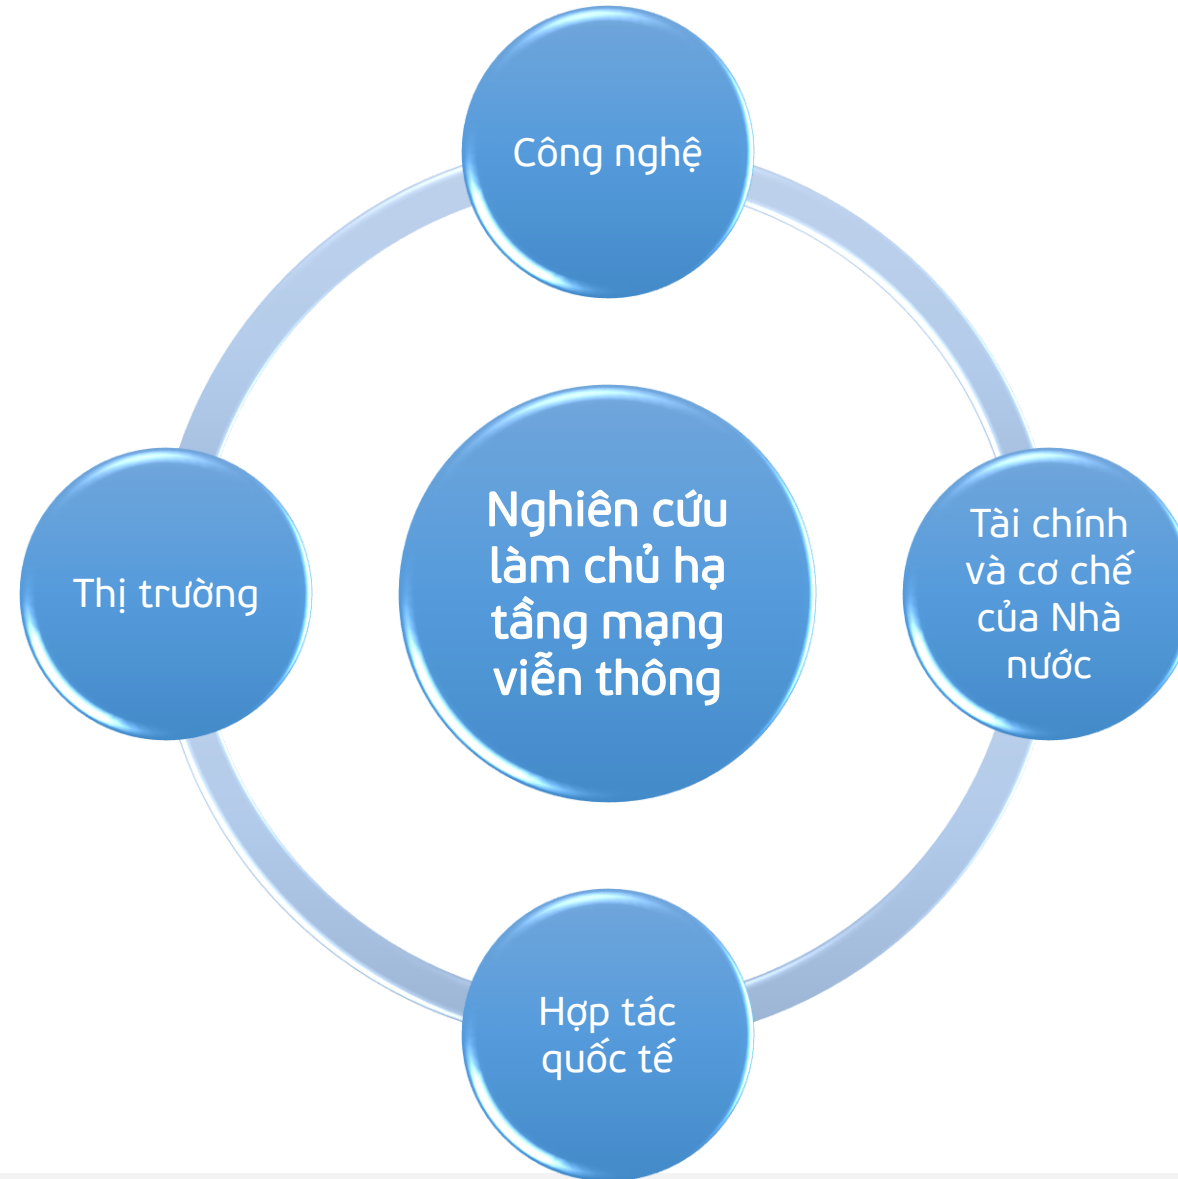 Công nghệ
Thị trường
Nghiên cứu
làm chủ hạ
tầng mạng
viễn thông
Tài chính
và cơ chế
của Nhà
nước
Hợp tác
quốc tế